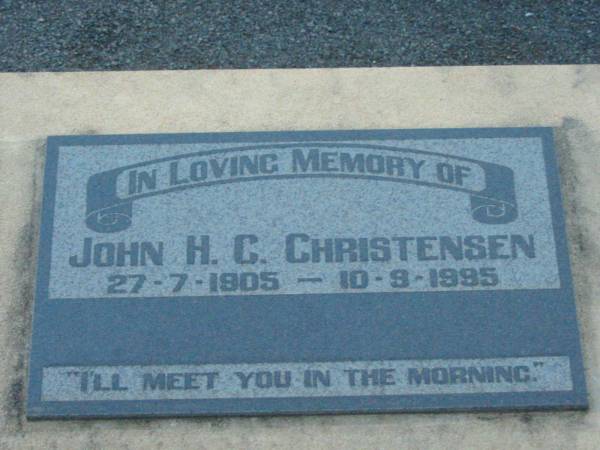 IN LOVING MEMORY OF
JOHN H. C. CHRISTENSEN
27-7-1905 — 10-9-1995
"I'LL MEET YOU IN THE MORNING."